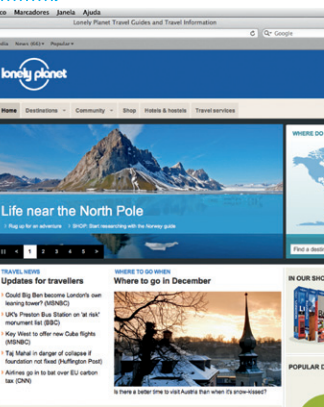 co Marcadores Janela Ajuda
Lonely Planet Travel Guides and Travel Information
Google
News (66) Popular
lonely planet
Home Destinations Community Shop Hotels & hostels Travel services
WHERE DO
Life near the North Pole
Rug up for an adventure SHOP: Start researching with the Norway guide
1 2 3 4 5 >
Find a desti
TRAVEL NEWS
Updates for travellers
Could Big Ben become London's own
leaning tower? (MSNBC)
UK's Preston Bus Station on 'at risk'
monument list (BBC)
Key West to offer new Cuba flights
(MSNBC)
Taj Mahal in danger of collapse if
foundation not fixed (Huffington Post)
Airlines go in to bat over EU carbon
tax (CNN)
WHERE TO GO WHEN
Where to go in December
Is there a better time to visit Austria than when it's snow-kissed?
IN OUR SHO
POPULAR D